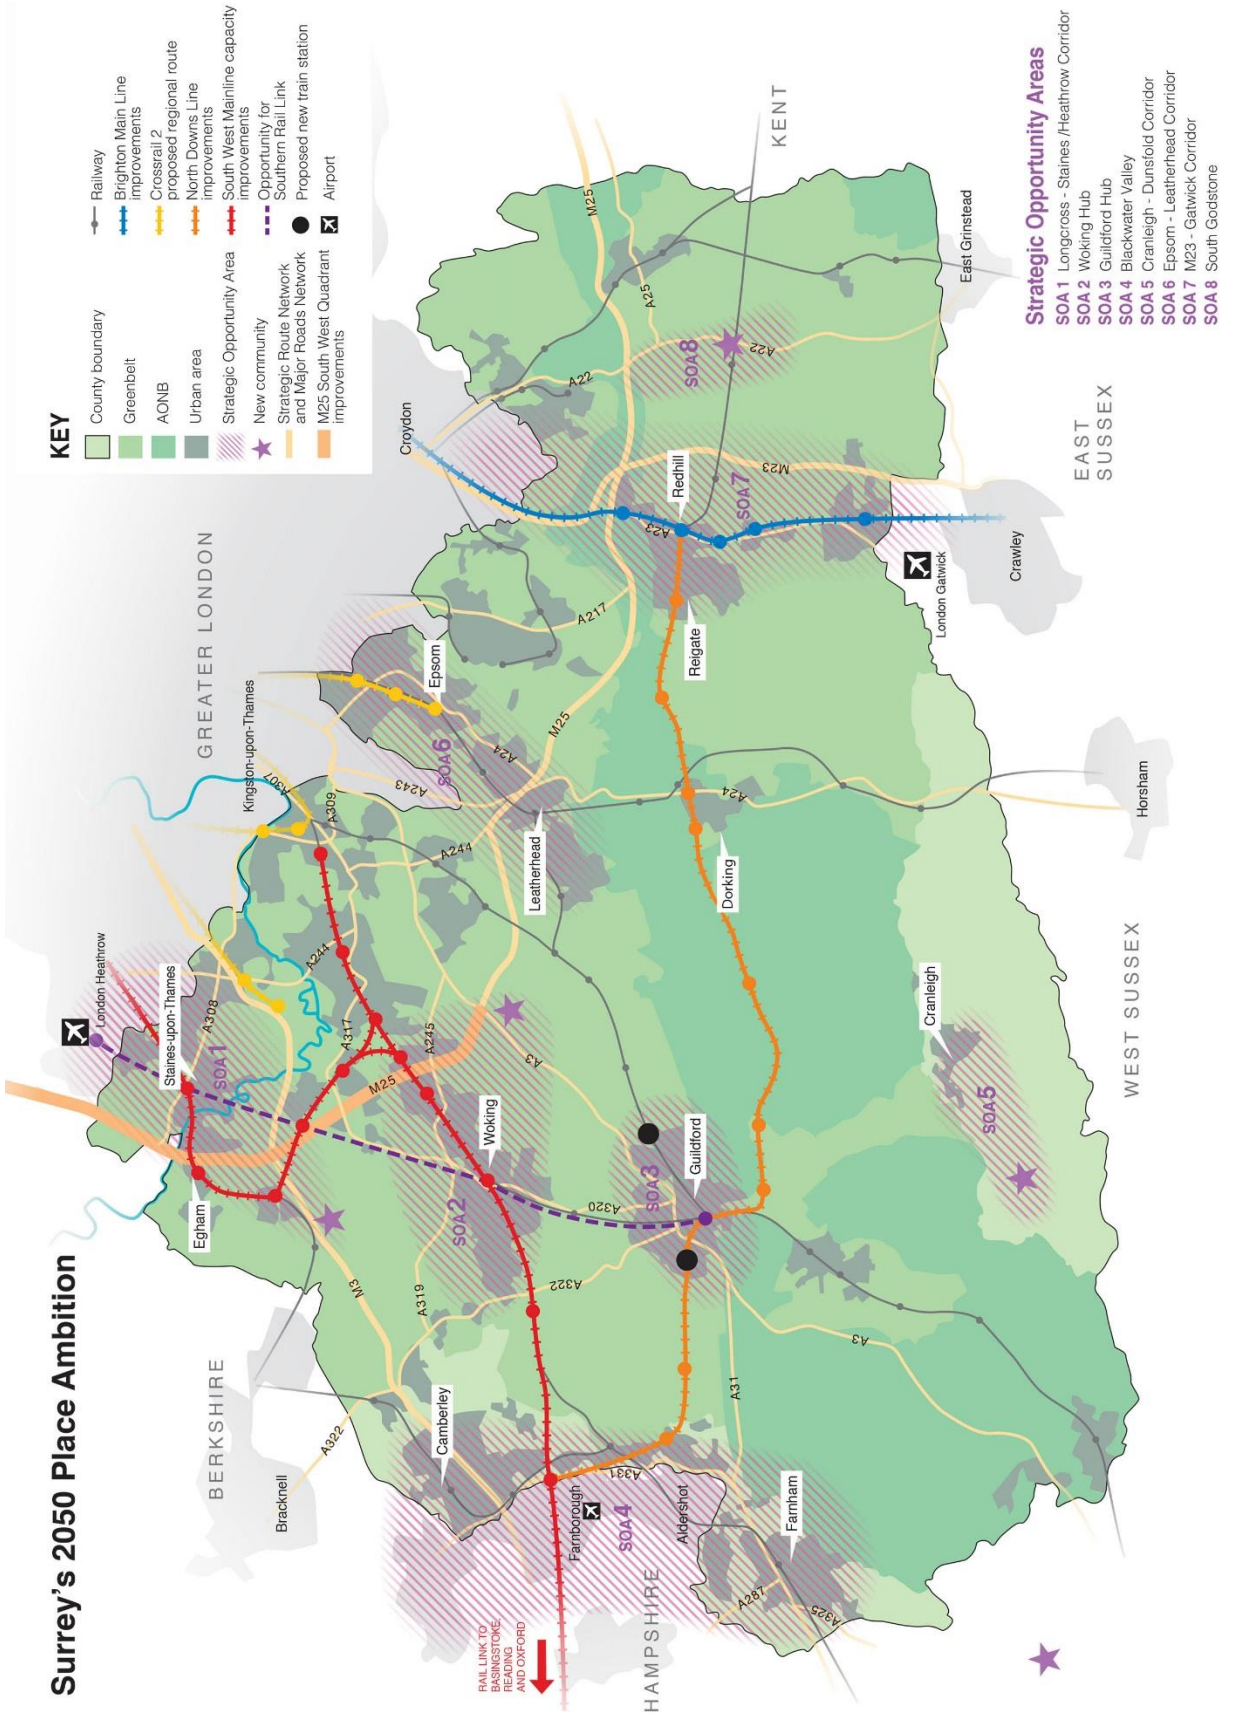 Surrey's 2050 Place Ambition
KEY
County boundary
Greenbelt
AONB
Urban area
Strategic Opportunity Area
New community
Strategic Route Network
and Major Roads Network
M25 South West Quadrant
improvements
Railway
Brighton Main Line
improvements
Crossrail 2
proposed regional route
North Downs Line
improvements
South West Mainline capacity
improvements
Opportunity for
Southern Rail Link
Proposed new train station
Airport
BERKSHIRE
Bracknell
A322
GREATER LONDON
London Heathrow
Staines-upon-Thames
SOA1
A308
Egham
M3
A319
A322
Camberley
A244
A317
M25
A245
Kingston-upon-Thames
A307
A309
A243
A244
SOA6
Epsom
A24
A217
M25
Croydon
A22
M25
A25
SOA8
A22
KENT
SOA2
Woking
A320
A3
Leatherhead
SOA3
Guildford
Redhill
A23
SOA7
M23
Reigate
Dorking
A24
RAIL LINK TO
BASINGSTOKE,
READING
AND OXFORD
Farnborough
SOA4
A331
Aldershot
Farnham
A287
A325
A31
A3
HAMPSHIRE
Cranleigh
SOA5
WEST SUSSEX
Horsham
London Gatwick
Crawley
EAST
SUSSEX
East Grinstead
Strategic Opportunity Areas
SOA 1 Longcross - Staines /Heathrow Corridor
SOA 2 Woking Hub
SOA 3 Guildford Hub
SOA 4 Blackwater Valley
SOA 5 Cranleigh - Dunsfold Corridor
SOA 6 Epsom - Leatherhead Corridor
SOA 7 M23 - Gatwick Corridor
SOA 8 South Godstone